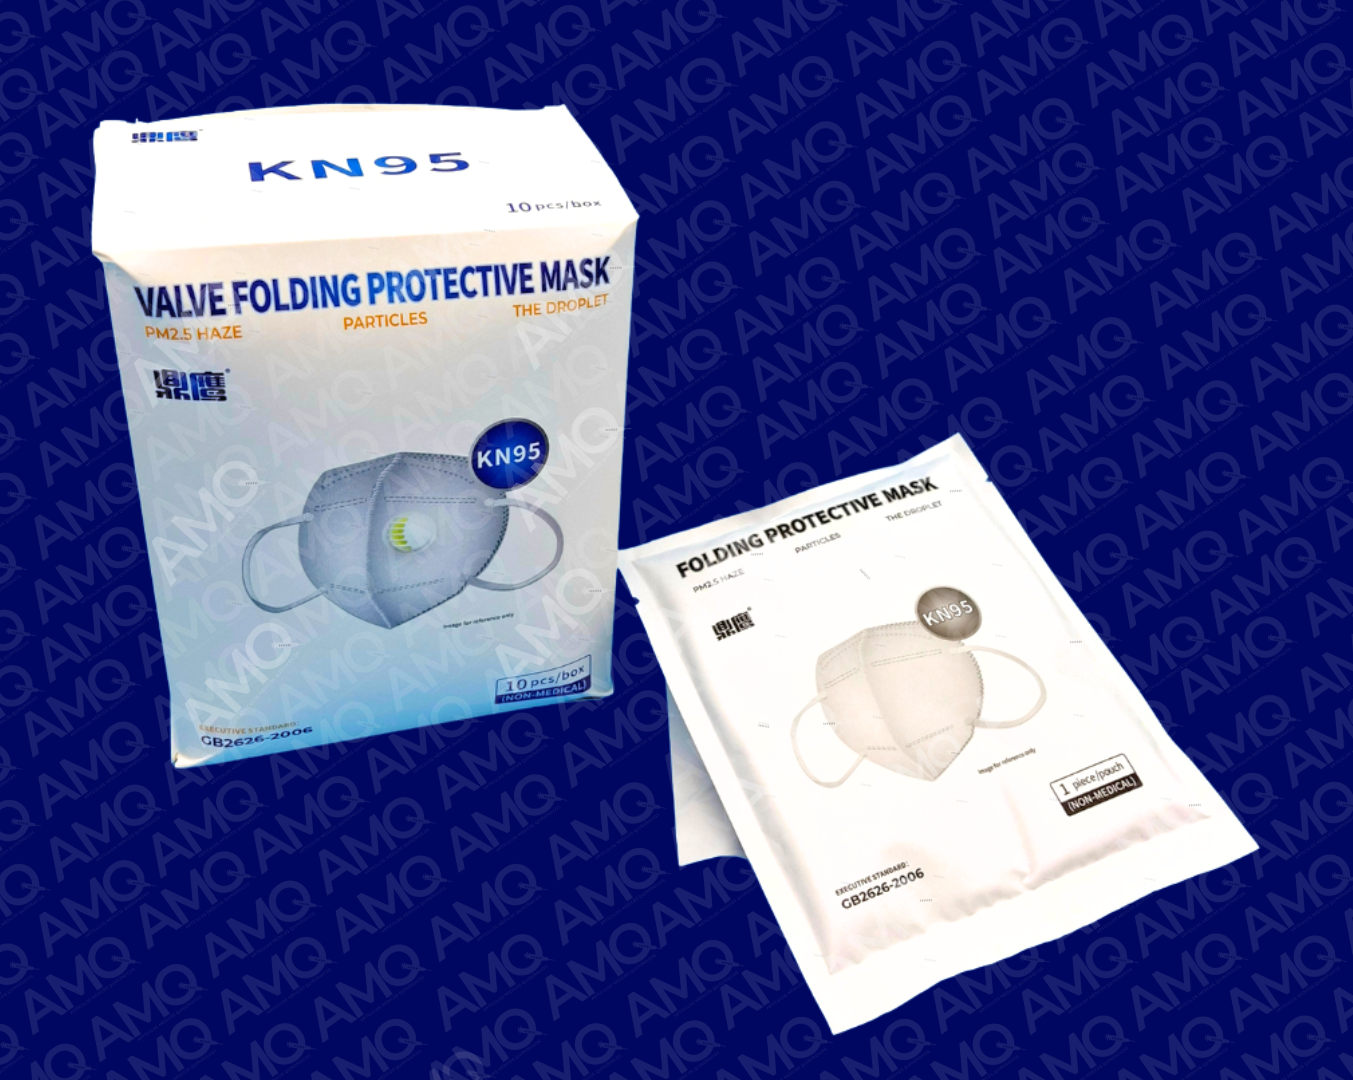 鼎鹰
KN95
10 pcs/box
VALVE FOLDING PROTECTIVE MASK
PM2.5 HAZE
PARTICLES
THE DROPLET
鼎鹰®
KN95
Image for reference only
10 pcs/box
(NON-MEDICAL)
EXECUTIVE STANDARD:
GB2626-2006
FOLDING PROTECTIVE MASK
PM2.5 HAZE
PARTICLES
THE DROPLET
鼎鹰®
KN95
Image for reference only
1 piece/pouch
(NON-MEDICAL)
EXECUTIVE STANDARD:
GB2626-2006
AMQ